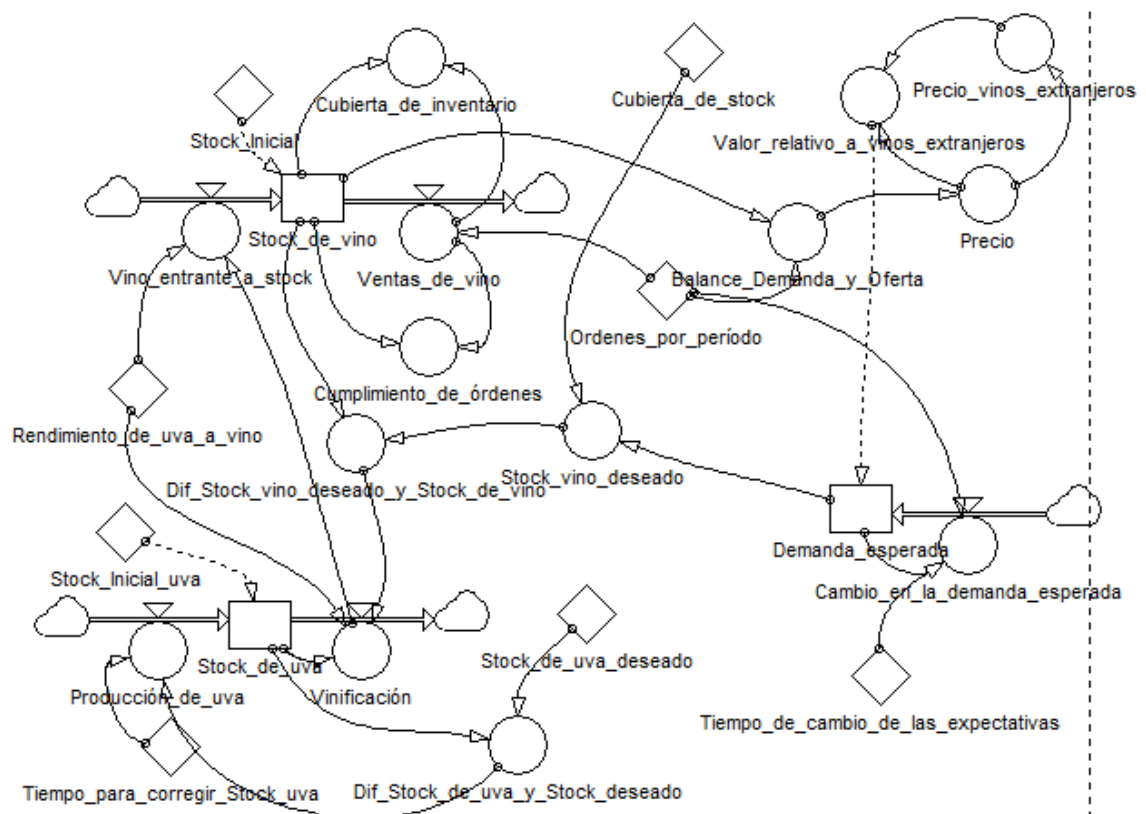 Cubierta_de_inventario
Cubierta_de_stock
Precio_vinos_extranjeros
Stock_Inicial
Valor_relativo_a_vinos_extranjeros
Stock_de_vino
Precio
Vino_entrante_a_stock
Ventas_de_vino
Balance_Demanda_y_Oferta
Ordenes_por_período
Cumplimiento_de_órdenes
Rendimiento_de_uva_a_vino
Stock_vino_deseado
Dif_Stock_vino_deseado_y_Stock_de_vino
Demanda_esperada
Stock_Inicial_uva
Cambio_en_la_demanda_esperada
Stock_de_uva
Stock_de_uva_deseado
Producción_de_uva
Vinificación
Tiempo_de_cambio_de_las_expectativas
Tiempo_para_corregir_Stock_uva
Dif_Stock_de_uva_y_Stock_deseado